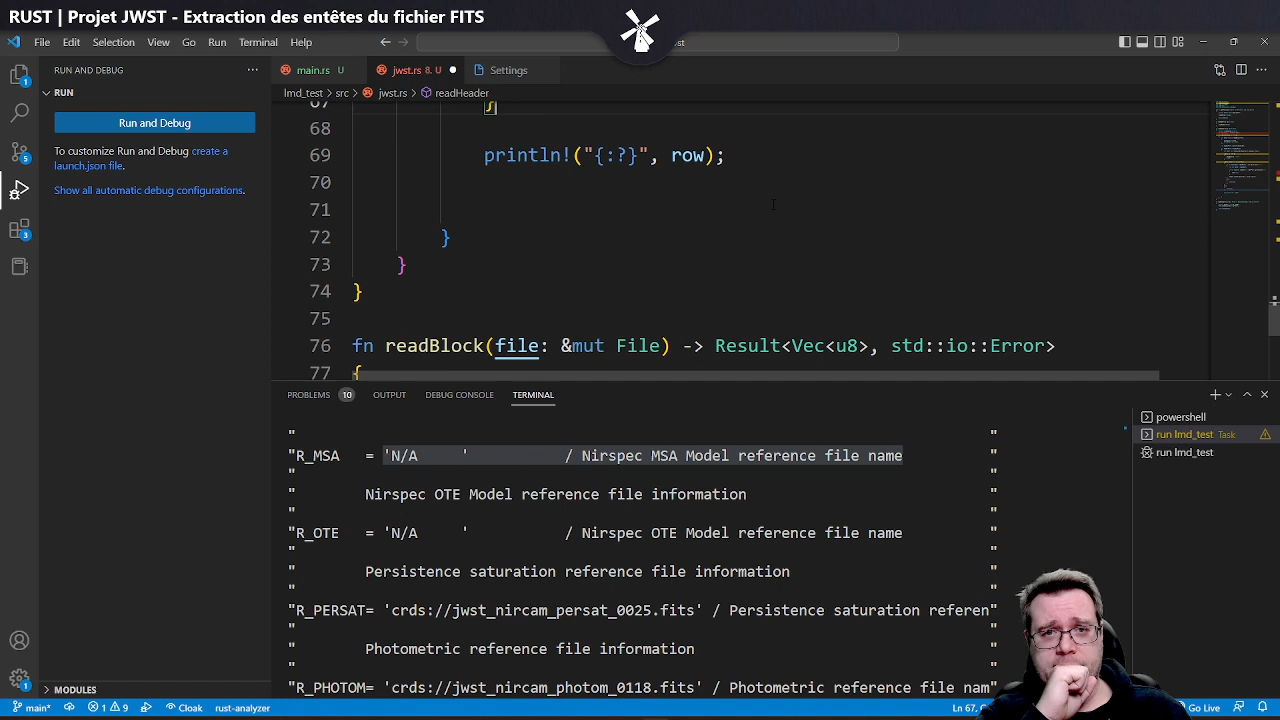 RUST | Projet JWST - Extraction des entêtes du fichier FITS
File Edit Selection View Go Run Terminal Help
RUN AND DEBUG
main.rs U jwst.rs 8, U Settings
RUN
lmd_test > src > jwst.rs > readHeader
Run and Debug
To customize Run and Debug create a
launch.json file.
Show all automatic debug configurations.
67 {
68
69 println!("{:?}", row);
70
71
72 }
73 }
74 }
75
76 fn readBlock(file: &mut File) -> Result<Vec<u8>, std::io::Error>
77 {
PROBLEMS 10 OUTPUT DEBUG CONSOLE TERMINAL
powershell
run lmd_test Task
run lmd_test
" "
"R_MSA = 'N/A ' / Nirspec MSA Model reference file name
" "
Nirspec OTE Model reference file information
" "
"R_OTE = 'N/A ' / Nirspec OTE Model reference file name
" "
Persistence saturation reference file information
" "
"R_PERSAT= 'crds://jwst_nircam_persat_0025.fits' / Persistence saturation referen"
" "
Photometric reference file information
" "
"R_PHOTOM= 'crds://jwst_nircam_photom_0118.fits' / Photometric reference file nam"
MODULES
main* 1 9 Cloak rust-analyzer Ln 67, Go Live